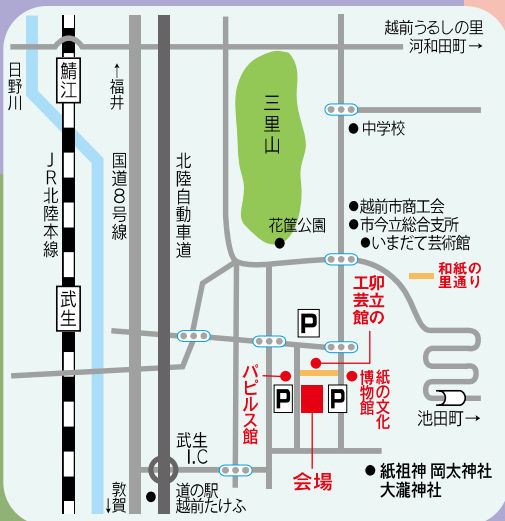 越前うるしの里
河和田町→
日野川
鯖江
←福井
三里山
中学校
JR北陸本線
国道8号線
北陸自動車道
越前市商工会
市今立総合支所
いまだて芸術館
花筐公園
和紙の
里通り
卯立の
工芸館
武生
P
パピルス館
P
P
紙の文化
博物館
池田町→
武生
I.C
会場
紙祖神 岡太神社
大瀧神社
敦賀→
道の駅
越前たけふ